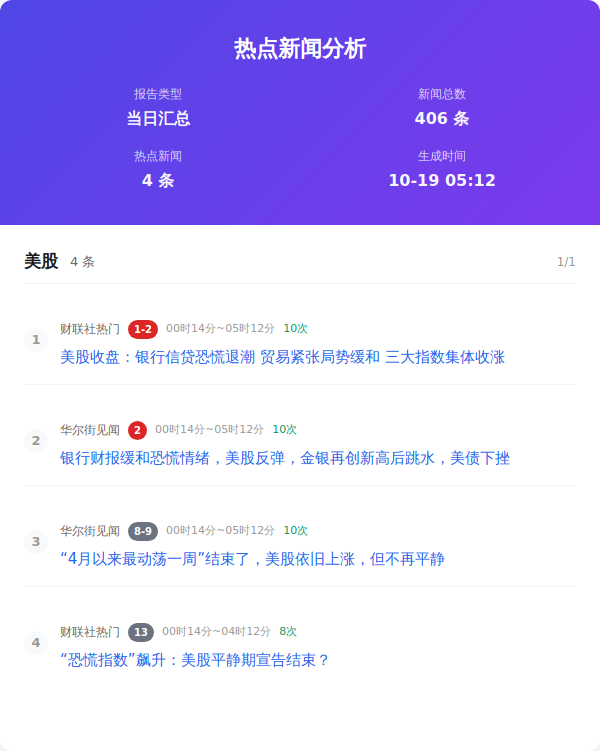 热点新闻分析
报告类型
当日汇总
新闻总数
406 条
热点新闻
4 条
生成时间
10-19 05:12
美股 4 条 1/1
1
财联社热门 1-2 00时14分~05时12分 10次
美股收盘：银行信贷恐慌退潮 贸易紧张局势缓和 三大指数集体收涨
2
华尔街见闻 2 00时14分~05时12分 10次
银行财报缓和恐慌情绪，美股反弹，金银再创新高后跳水，美债下挫
3
华尔街见闻 8-9 00时14分~05时12分 10次
“4月以来最动荡一周”结束了，美股依旧上涨，但不再平静
4
财联社热门 13 00时14分~04时12分 8次
“恐慌指数”飙升：美股平静期宣告结束？